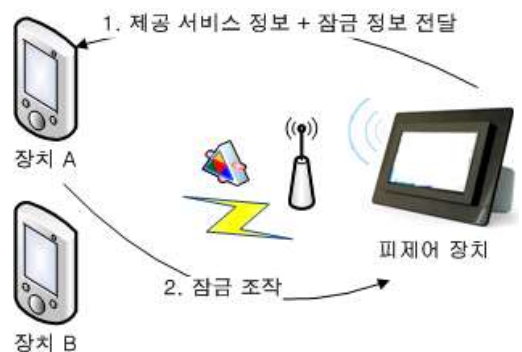 1. 제공 서비스 정보 + 잠금 정보 전달
장치 A
피제어 장치
2. 잠금 조작
장치 B